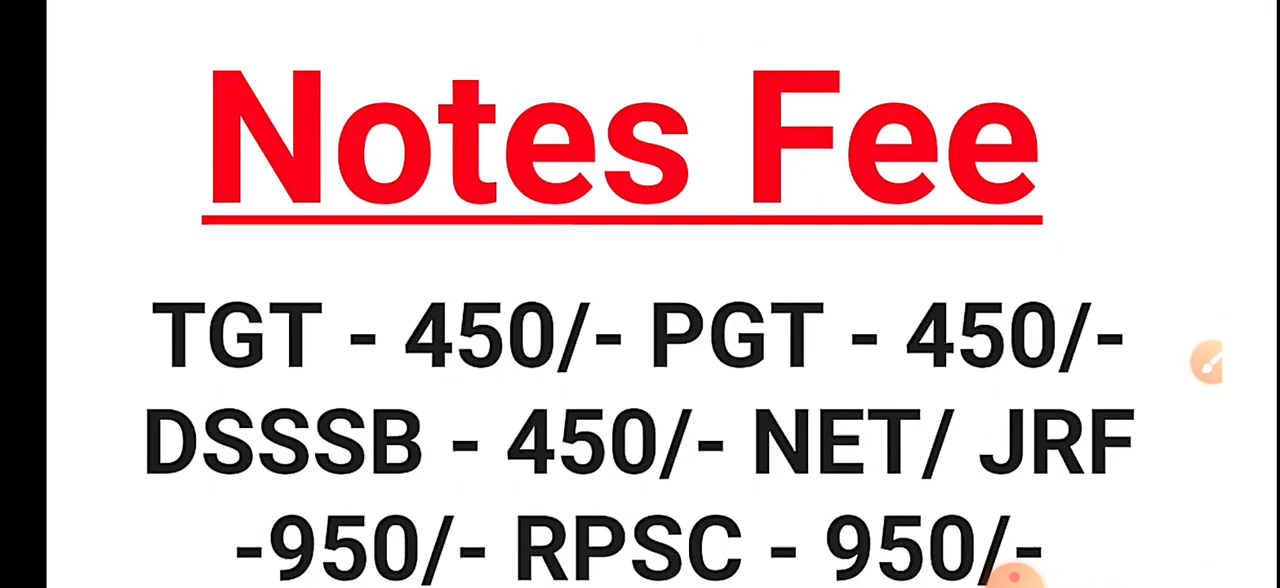 Notes Fee
TGT - 450/- PGT - 450/-
DSSSB - 450/- NET/ JRF
-950/- RPSC - 950/-